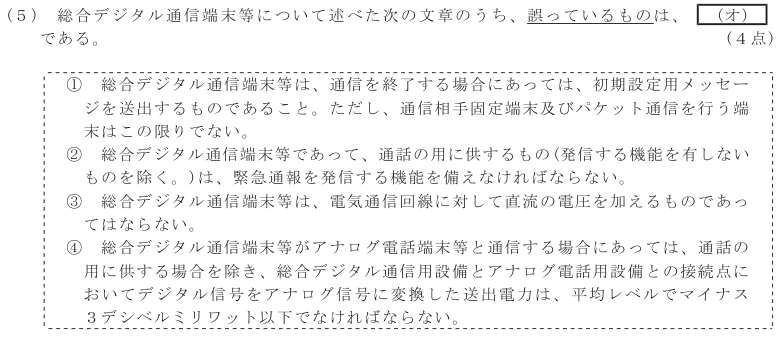 (5) 総合デジタル通信端末等について述べた次の文章のうち、誤っているものは、 (オ)
である。 (4点)
① 総合デジタル通信端末等は、通信を終了する場合にあっては、初期設定用メッセー
ジを送出するものであること。ただし、通信相手固定端末及びパケット通信を行う端
末はこの限りでない。
② 総合デジタル通信端末等であって、通話の用に供するもの(発信する機能を有しない
ものを除く。)は、緊急通報を発信する機能を備えなければならない。
③ 総合デジタル通信端末等は、電気通信回線に対して直流の電圧を加えるものであっ
てはならない。
④ 総合デジタル通信端末等がアナログ電話端末等と通信する場合にあっては、通話の
用に供する場合を除き、総合デジタル通信用設備とアナログ電話用設備との接続点に
おいてデジタル信号をアナログ信号に変換した送出電力は、平均レベルでマイナス
3デシベルミリワット以下でなければならない。